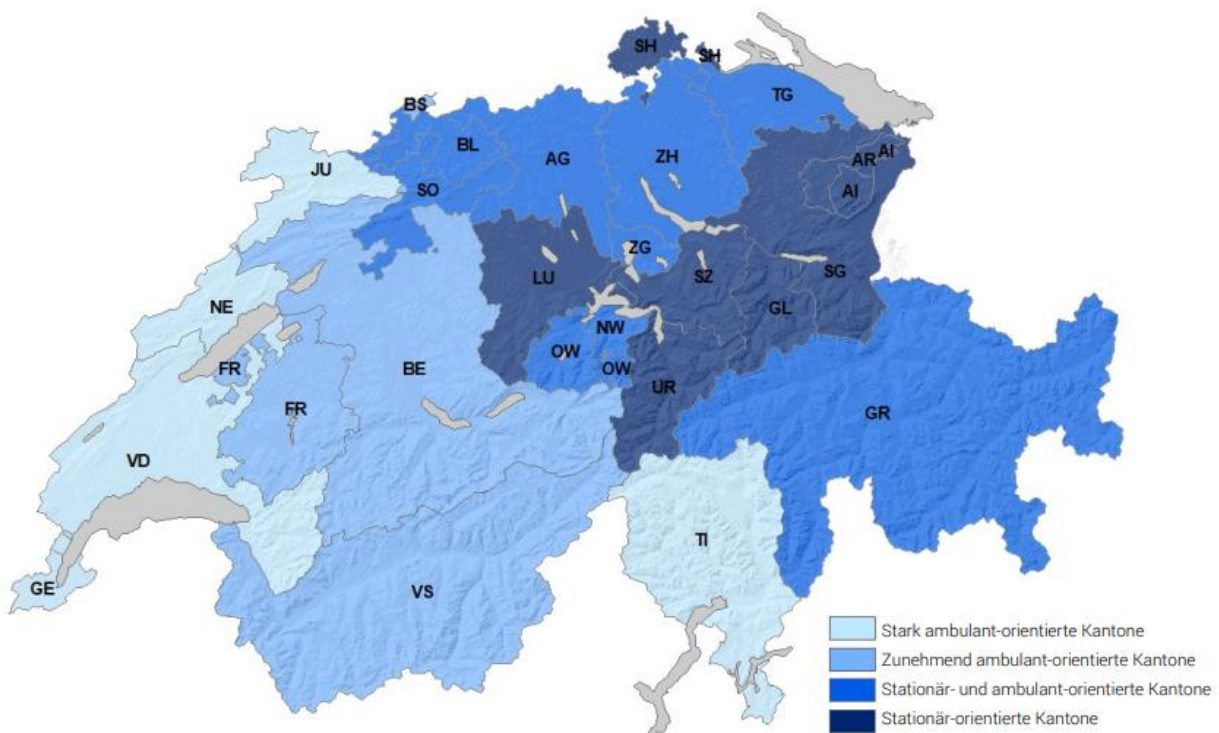 SH
SH
BS
TG
BL
AG
ZH
JU
AR
AI
AI
SO
ZG
LU
SZ
SG
NE
GL
NW
OW
OW
FR
BE
UR
FR
GR
VD
TI
GE
VS
Stark ambulant-orientierte Kantone
Zunehmend ambulant-orientierte Kantone
Stationär- und ambulant-orientierte Kantone
Stationär-orientierte Kantone